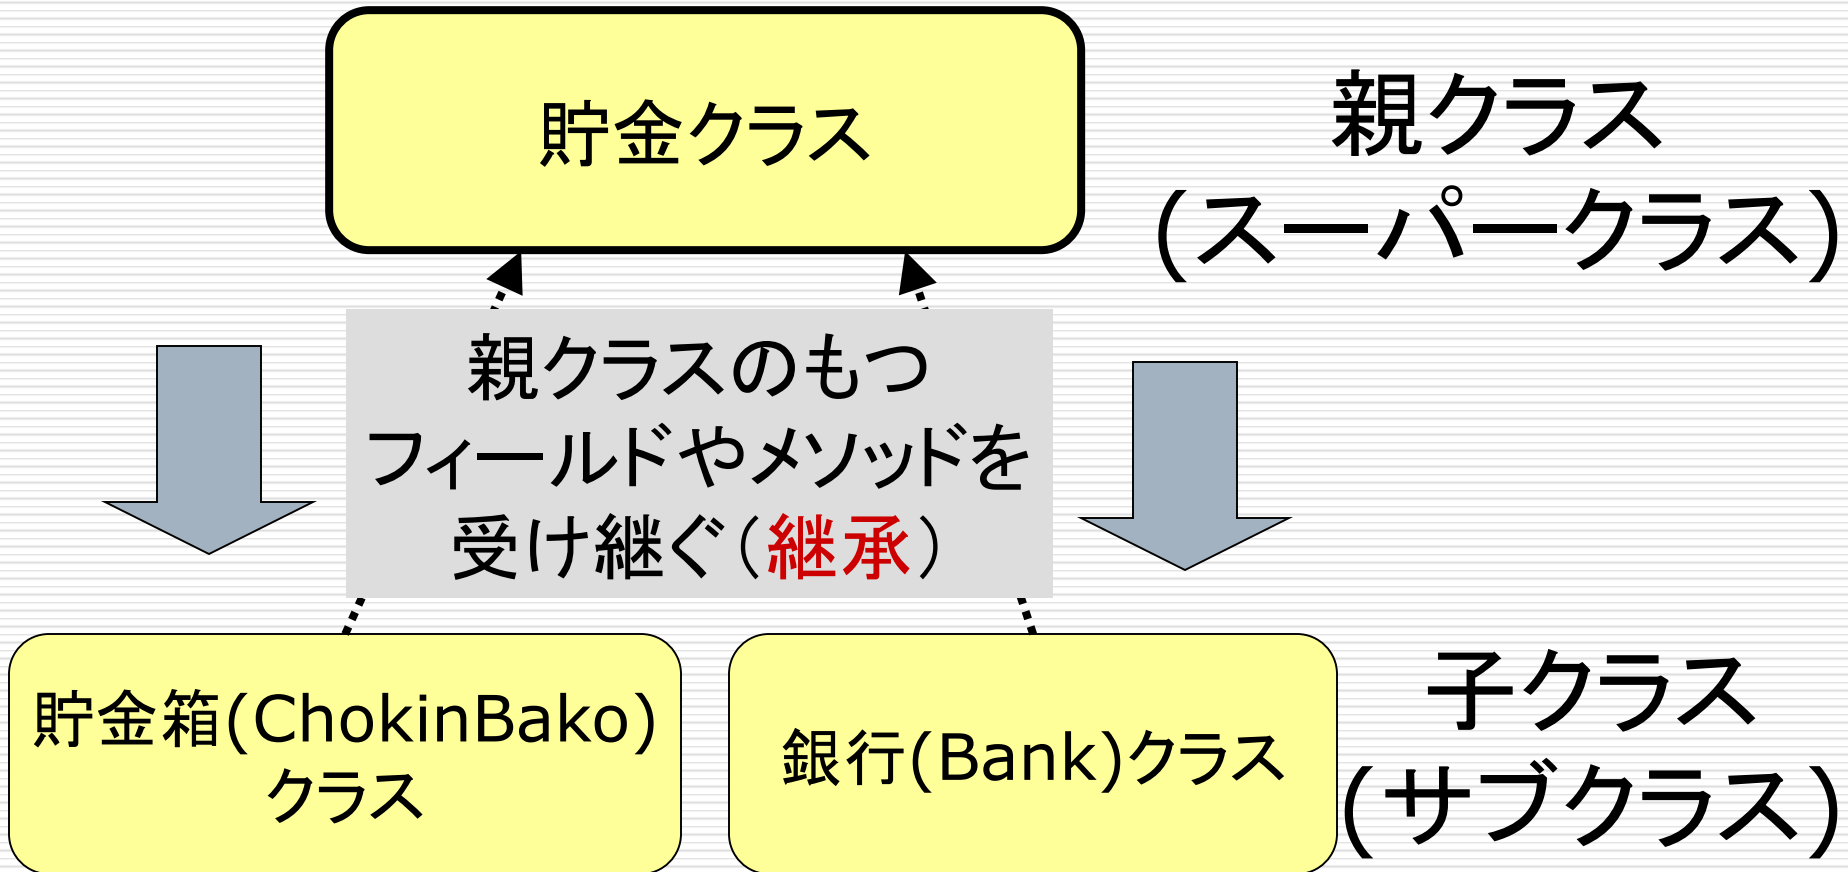 貯金クラス
親クラス
(スーパークラス)
親クラスのもつ
フィールドやメソッドを
受け継ぐ（継承）
貯金箱(ChokinBako)
クラス
銀行(Bank)クラス
子クラス
(サブクラス)